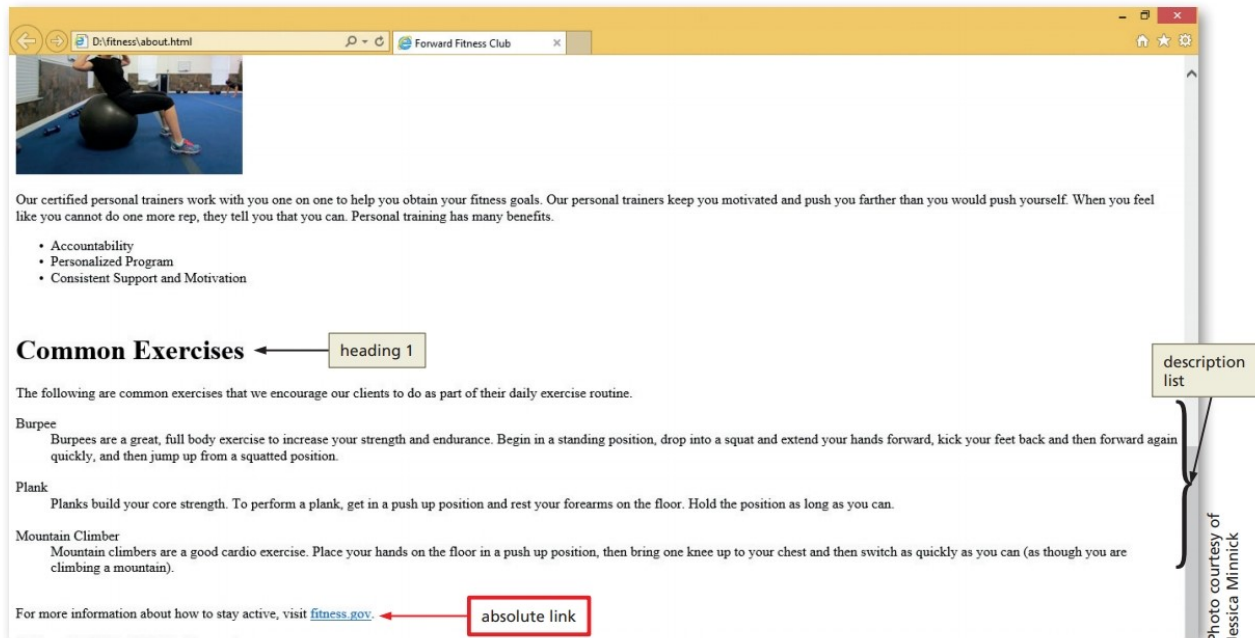 D:\fitness\about.html
Forward Fitness Club
Our certified personal trainers work with you one on one to help you obtain your fitness goals. Our personal trainers keep you motivated and push you farther than you would push yourself. When you feel
like you cannot do one more rep, they tell you that you can. Personal training has many benefits.
• Accountability
• Personalized Program
• Consistent Support and Motivation
Common Exercises
heading 1
description
list
The following are common exercises that we encourage our clients to do as part of their daily exercise routine.
Burpee
Burpees are a great, full body exercise to increase your strength and endurance. Begin in a standing position, drop into a squat and extend your hands forward, kick your feet back and then forward again
quickly, and then jump up from a squatted position.
Plank
Planks build your core strength. To perform a plank, get in a push up position and rest your forearms on the floor. Hold the position as long as you can.
Mountain Climber
Mountain climbers are a good cardio exercise. Place your hands on the floor in a push up position, then bring one knee up to your chest and then switch as quickly as you can (as though you are
climbing a mountain).
For more information about how to stay active, visit fitness.gov.
absolute link
Photo courtesy of
Jessica Minnick